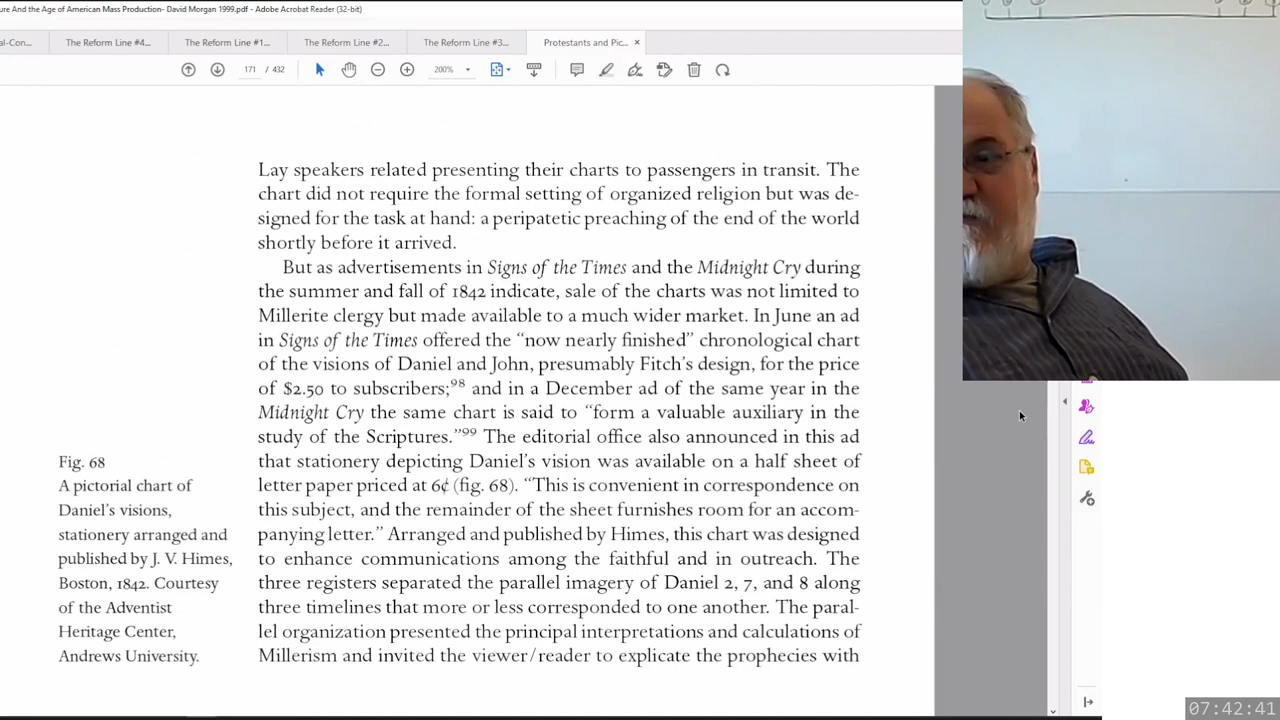 ure And the Age of American Mass Production- David Morgan 1999.pdf - Adobe Acrobat Reader (32-bit)
al-Con... The Reform Line #4... The Reform Line #1... The Reform Line #2... The Reform Line #3... Protestants and Pic... ×
171 / 432 200%
Lay speakers related presenting their charts to passengers in transit. The
chart did not require the formal setting of organized religion but was de-
signed for the task at hand: a peripatetic preaching of the end of the world
shortly before it arrived.
But as advertisements in Signs of the Times and the Midnight Cry during
the summer and fall of 1842 indicate, sale of the charts was not limited to
Millerite clergy but made available to a much wider market. In June an ad
in Signs of the Times offered the “now nearly finished” chronological chart
of the visions of Daniel and John, presumably Fitch’s design, for the price
of $2.50 to subscribers;98 and in a December ad of the same year in the
Midnight Cry the same chart is said to “form a valuable auxiliary in the
study of the Scriptures.”99 The editorial office also announced in this ad
that stationery depicting Daniel’s vision was available on a half sheet of
letter paper priced at 6¢ (fig. 68). “This is convenient in correspondence on
this subject, and the remainder of the sheet furnishes room for an accom-
panying letter.” Arranged and published by Himes, this chart was designed
to enhance communications among the faithful and in outreach. The
three registers separated the parallel imagery of Daniel 2, 7, and 8 along
three timelines that more or less corresponded to one another. The paral-
lel organization presented the principal interpretations and calculations of
Millerism and invited the viewer/reader to explicate the prophecies with
Fig. 68
A pictorial chart of
Daniel’s visions,
stationery arranged and
published by J. V. Himes,
Boston, 1842. Courtesy
of the Adventist
Heritage Center,
Andrews University.
07:42:41